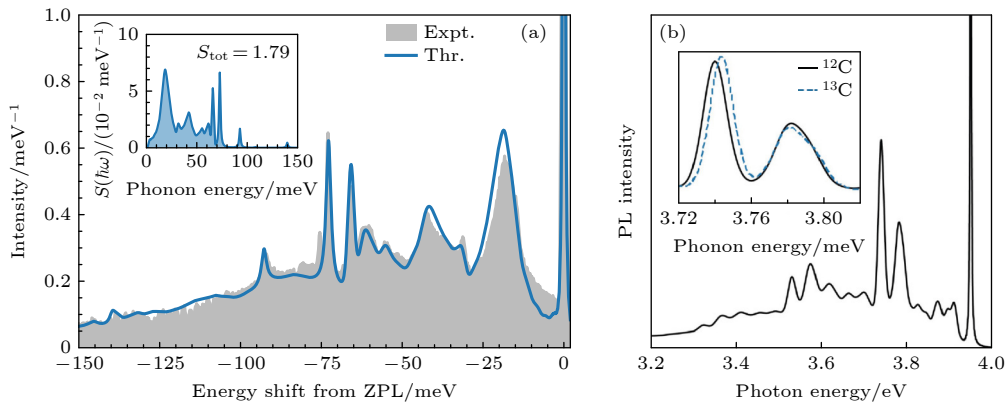 1.0
0.8
0.6
0.4
0.2
0
Intensity/meV⁻¹
−150
−125
−100
−75
−50
−25
0
Energy shift from ZPL/meV
(a)
Expt.
Thr.
10
5
0
S(ℏω)/(10⁻² meV⁻¹)
S_tot = 1.79
0
50
100
150
Phonon energy/meV
(b)
PL intensity
3.2
3.4
3.6
3.8
4.0
Photon energy/eV
¹²C
¹³C
3.72
3.76
3.80
Phonon energy/meV